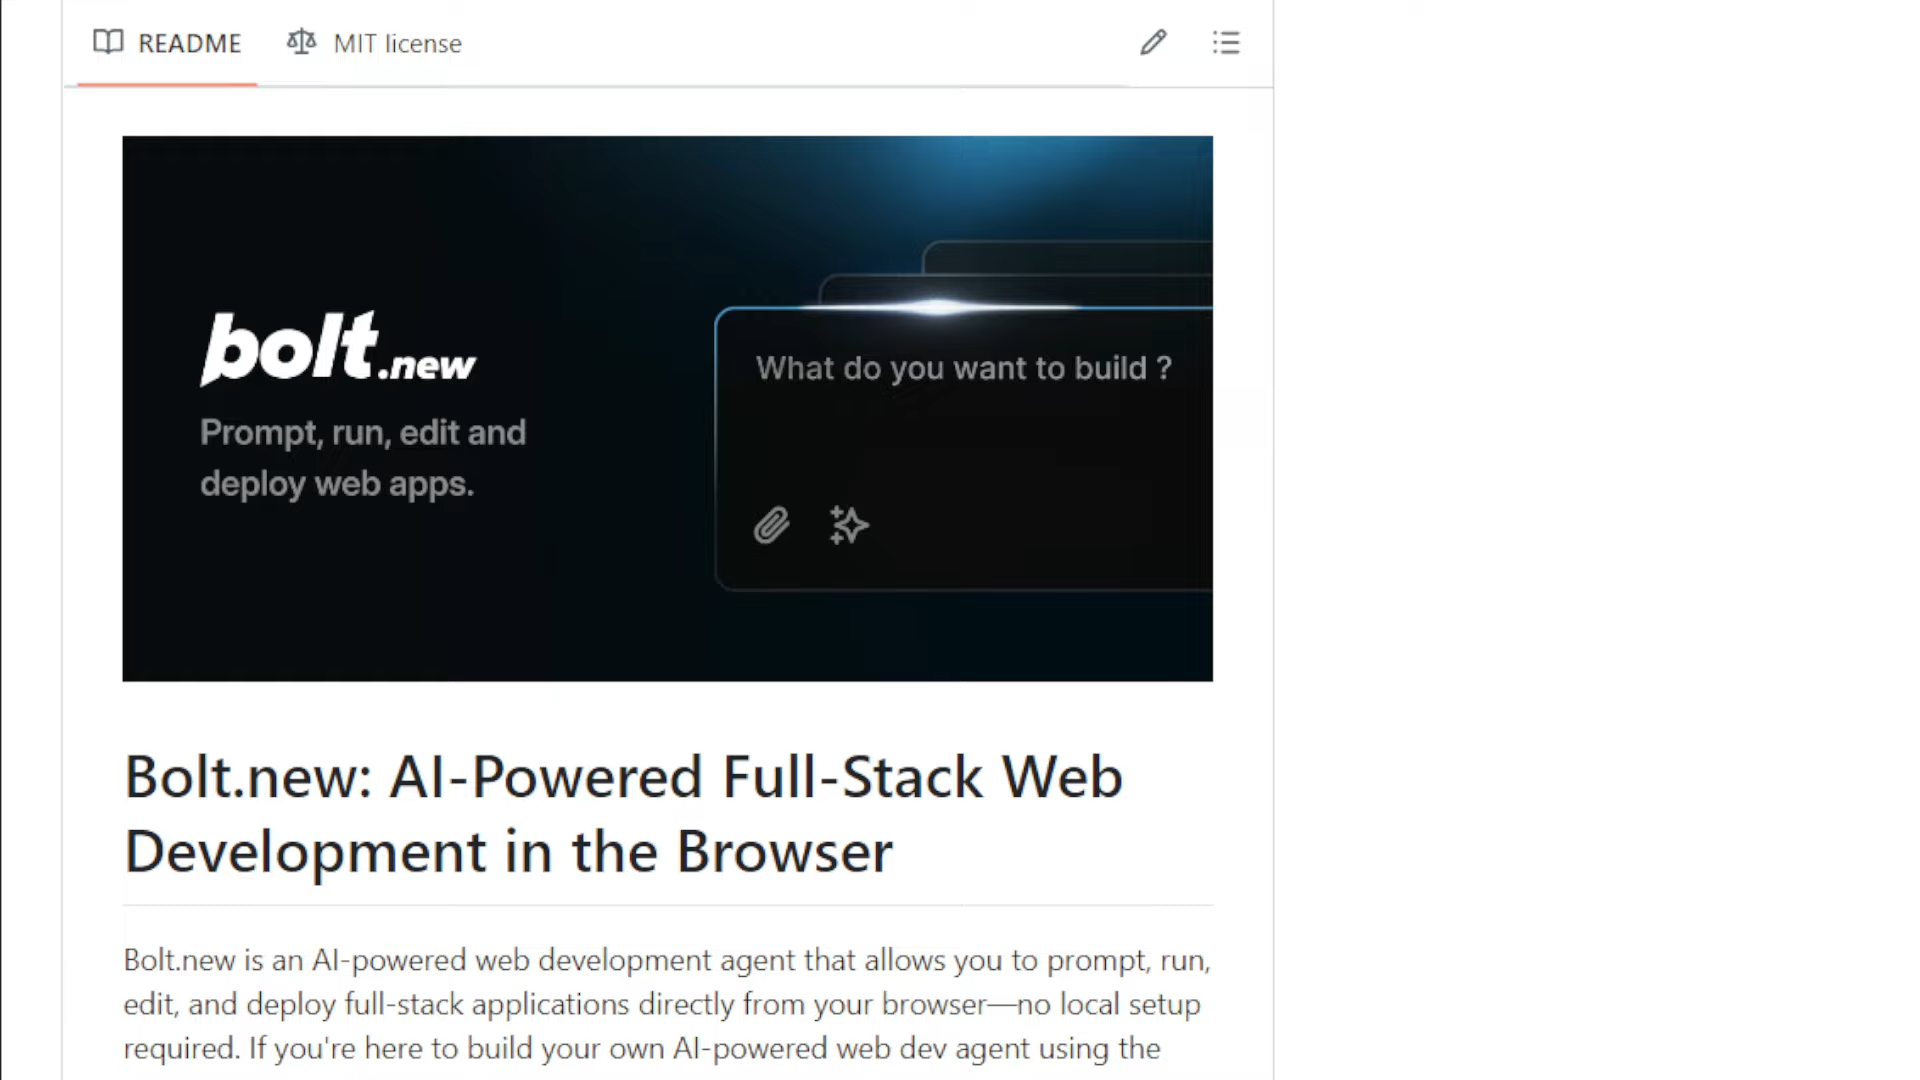 README
MIT license
bolt.new
Prompt, run, edit and
deploy web apps.
What do you want to build ?
Bolt.new: AI-Powered Full-Stack Web
Development in the Browser
Bolt.new is an AI-powered web development agent that allows you to prompt, run,
edit, and deploy full-stack applications directly from your browser—no local setup
required. If you're here to build your own AI-powered web dev agent using the